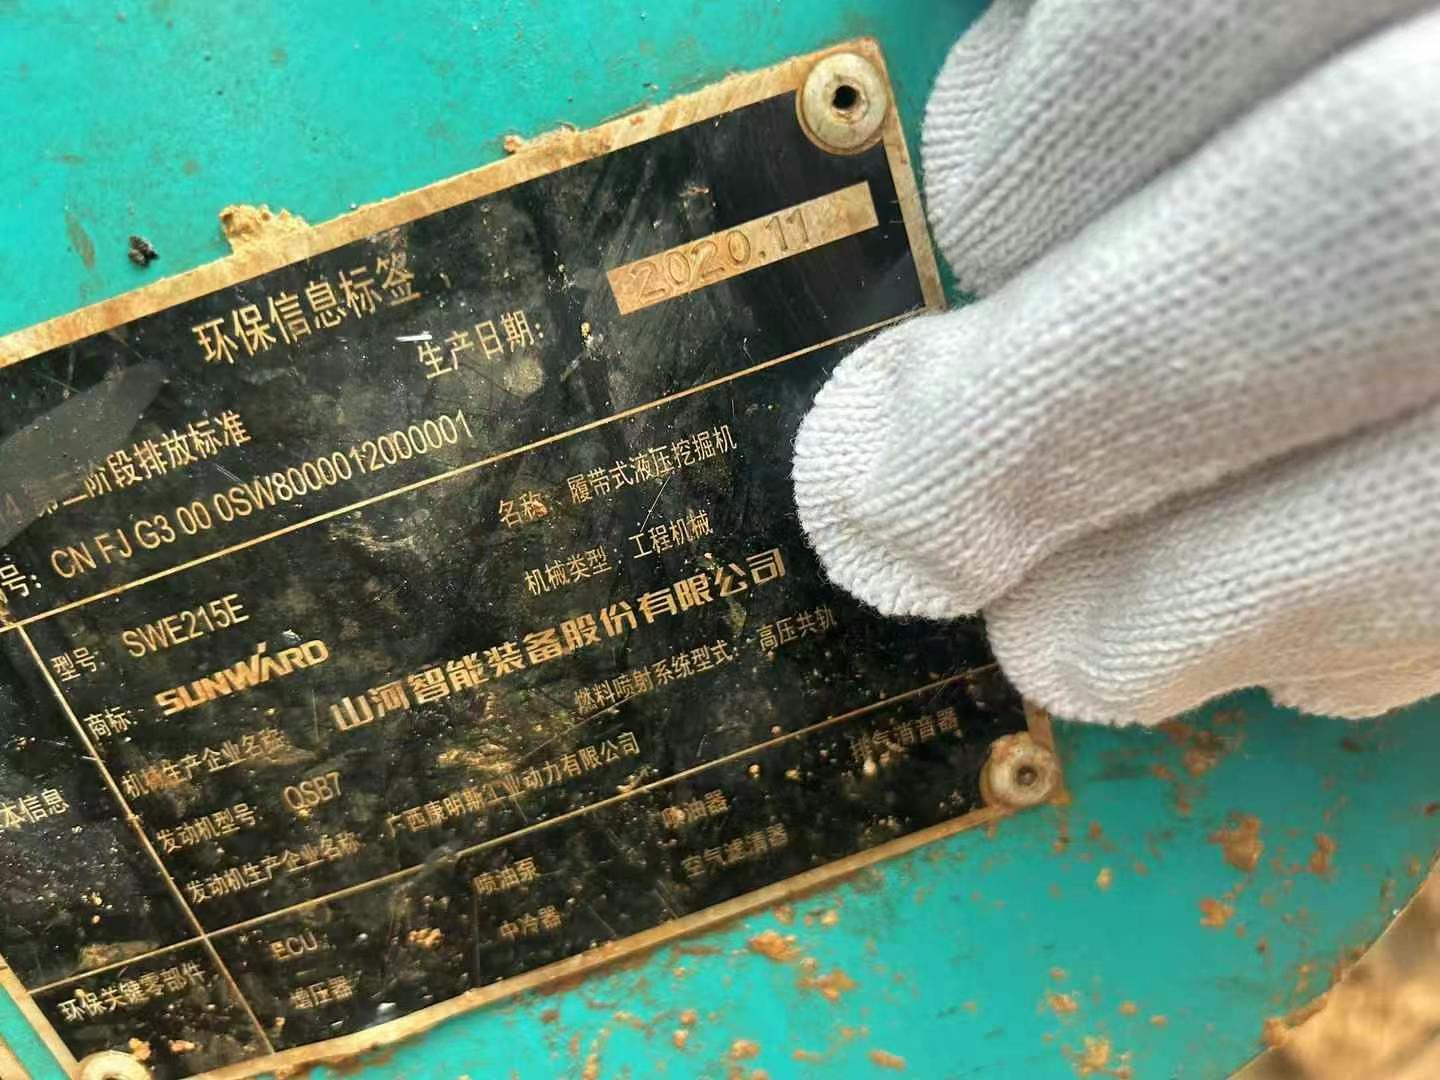 环保信息标签
生产日期: 2020.11
阶段排放标准
号: CN FJ G3 00 0SW8000012000001
型号: SWE215E
名称: 履带式液压挖掘机
商标: SUNWARD
机械类型: 工程机械
机械生产企业名称: 山河智能装备股份有限公司
发动机型号: QSB7
燃料喷射系统型式: 高压共轨
发动机生产企业名称: 广西康明斯工业动力有限公司
本信息
环保关键零部件
ECU
喷油泵
喷油器
排气消音器
增压器
中冷器
空气滤清器